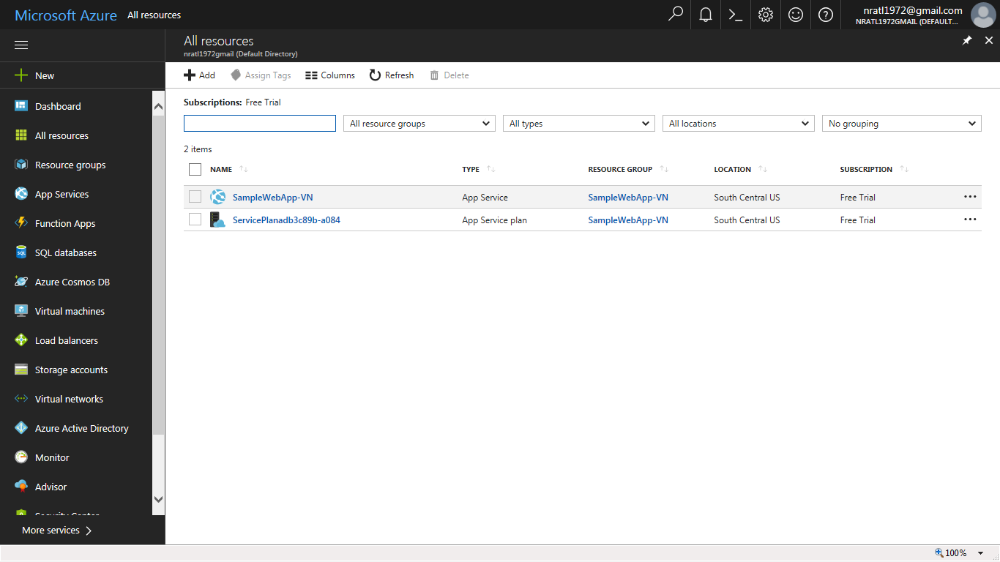 Microsoft Azure All resources
nratl1972@gmail.com
NRATL1972GMAIL (DEFAULT...
All resources
nratl1972gmail (Default Directory)
New
Add Assign Tags Columns Refresh Delete
Dashboard
All resources
Resource groups
App Services
Function Apps
SQL databases
Azure Cosmos DB
Virtual machines
Load balancers
Storage accounts
Virtual networks
Azure Active Directory
Monitor
Advisor
Security Center
More services
Subscriptions: Free Trial
All resource groups All types All locations No grouping
2 items
NAME TYPE RESOURCE GROUP LOCATION SUBSCRIPTION
SampleWebApp-VN App Service SampleWebApp-VN South Central US Free Trial
ServicePlanadb3c89b-a084 App Service plan SampleWebApp-VN South Central US Free Trial
100%